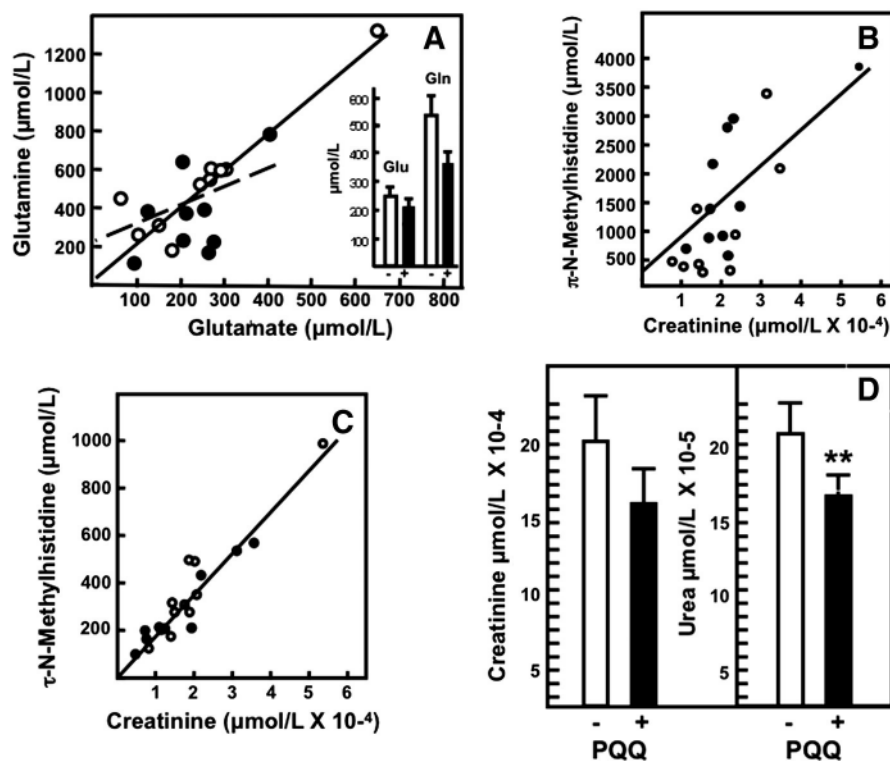 A
Glutamine (µmol/L)
1200
1000
800
600
400
200
100 200 300 400 500 600 700 800
Glutamate (µmol/L)
Gln
Glu
µmol/L
600
500
400
300
200
100
- + - +
B
π-N-Methylhistidine (µmol/L)
4000
3500
3000
2500
2000
1500
1000
500
1 2 3 4 5 6
Creatinine (µmol/L X 10-⁴)
C
τ-N-Methylhistidine (µmol/L)
1000
800
600
400
200
1 2 3 4 5 6
Creatinine (µmol/L X 10-⁴)
D
Creatinine µmol/L X 10-4
20
15
10
5
- +
PQQ
Urea µmol/L X 10-5
20
15
10
5
**
- +
PQQ